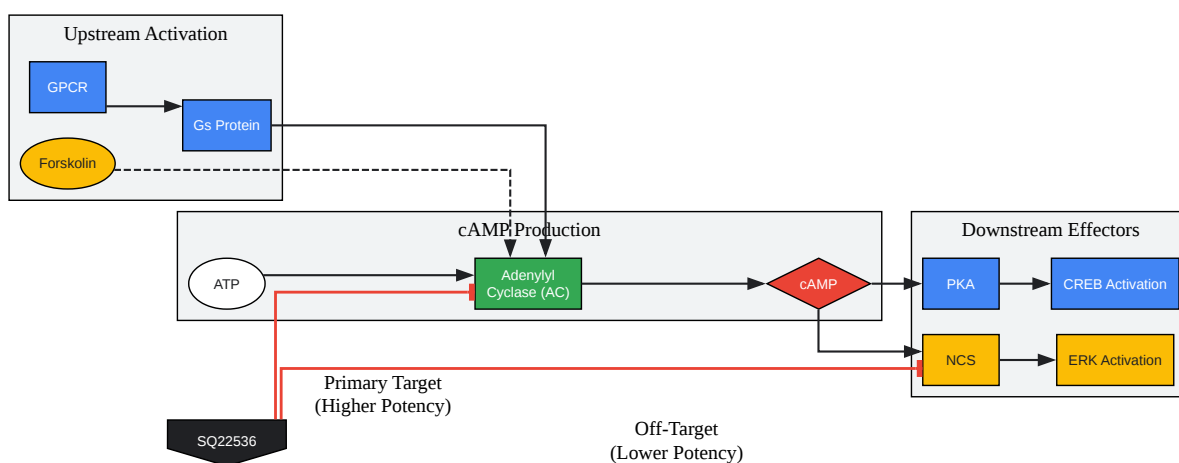 Upstream Activation
GPCR
Gs Protein
Forskolin
cAMP Production
ATP
Adenylyl
Cyclase (AC)
cAMP
Downstream Effectors
PKA
CREB Activation
NCS
ERK Activation
Primary Target
(Higher Potency)
SQ22536
Off-Target
(Lower Potency)